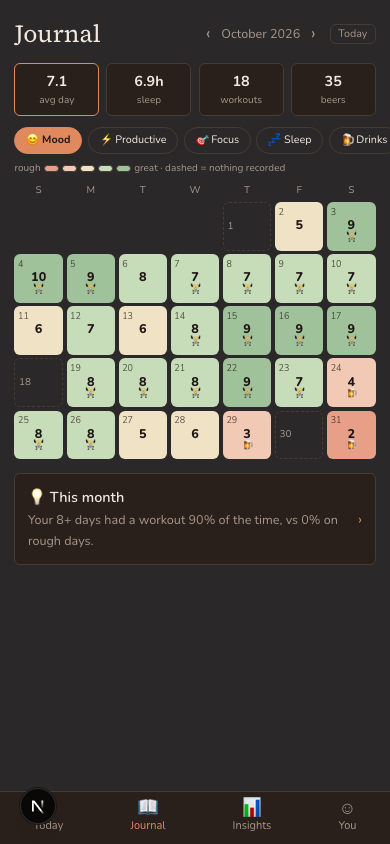 Journal
‹ October 2026 › Today
7.1 6.9h 18 35
avg day sleep workouts beers
Mood Productive Focus Sleep Drinks
rough great · dashed = nothing recorded
S M T W T F S
1 2 3
5 9
4 5 6 7 8 9 10
10 9 8 7 7 7 7
11 12 13 14 15 16 17
6 7 6 8 9 9 9
18 19 20 21 22 23 24
8 8 8 9 7 4
25 26 27 28 29 30 31
8 8 5 6 3 2
This month
Your 8+ days had a workout 90% of the time, vs 0% on ›
rough days.
N
Today Journal Insights You